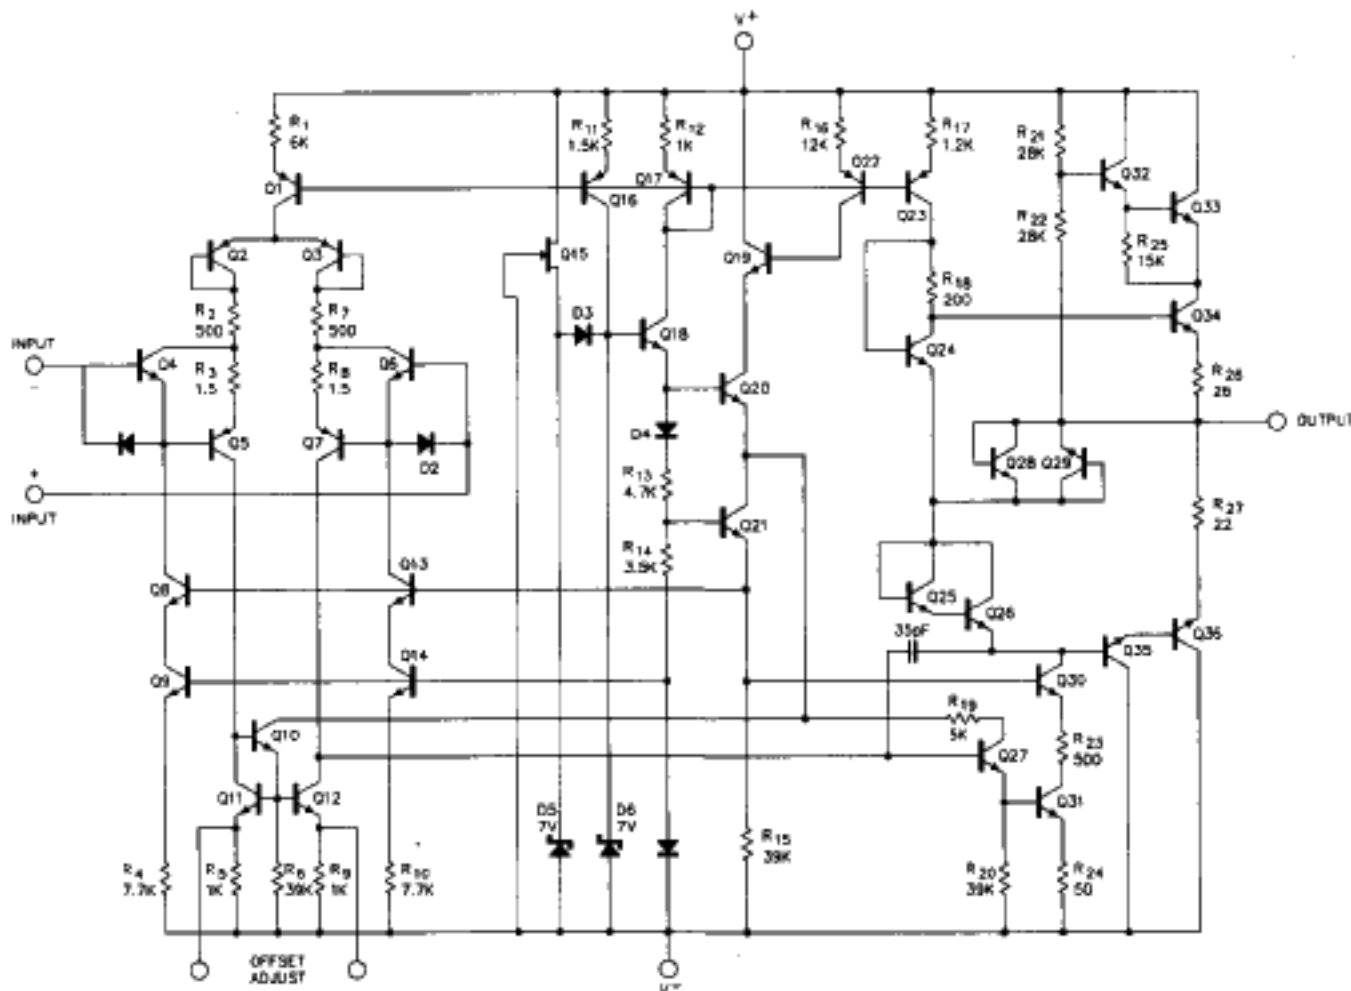 V+
R1
6K
R11
1.5K
R12
1K
R16
12K
R17
1.2K
Q22
R21
28K
Q32
Q1
Q16
Q17
Q23
Q33
R22
28K
R25
15K
Q2
Q3
Q15
Q19
R18
200
R2
500
R7
500
D3
Q18
Q34
INPUT
-
Q4
R3
1.5
R8
1.5
Q6
Q24
Q20
R26
26
OUTPUT
Q5
Q7
D2
D4
Q28
Q29
+
INPUT
R13
4.7K
Q21
R27
22
R14
3.9K
Q8
Q13
Q25
Q26
35pF
Q35
Q36
Q9
Q14
Q30
R19
5K
Q10
Q27
R23
500
Q11
Q12
Q31
D5
7V
D6
7V
R15
39K
R4
7.7K
R5
1K
R6
39K
R9
1K
R10
7.7K
R20
39K
R24
50
OFFSET
ADJUST